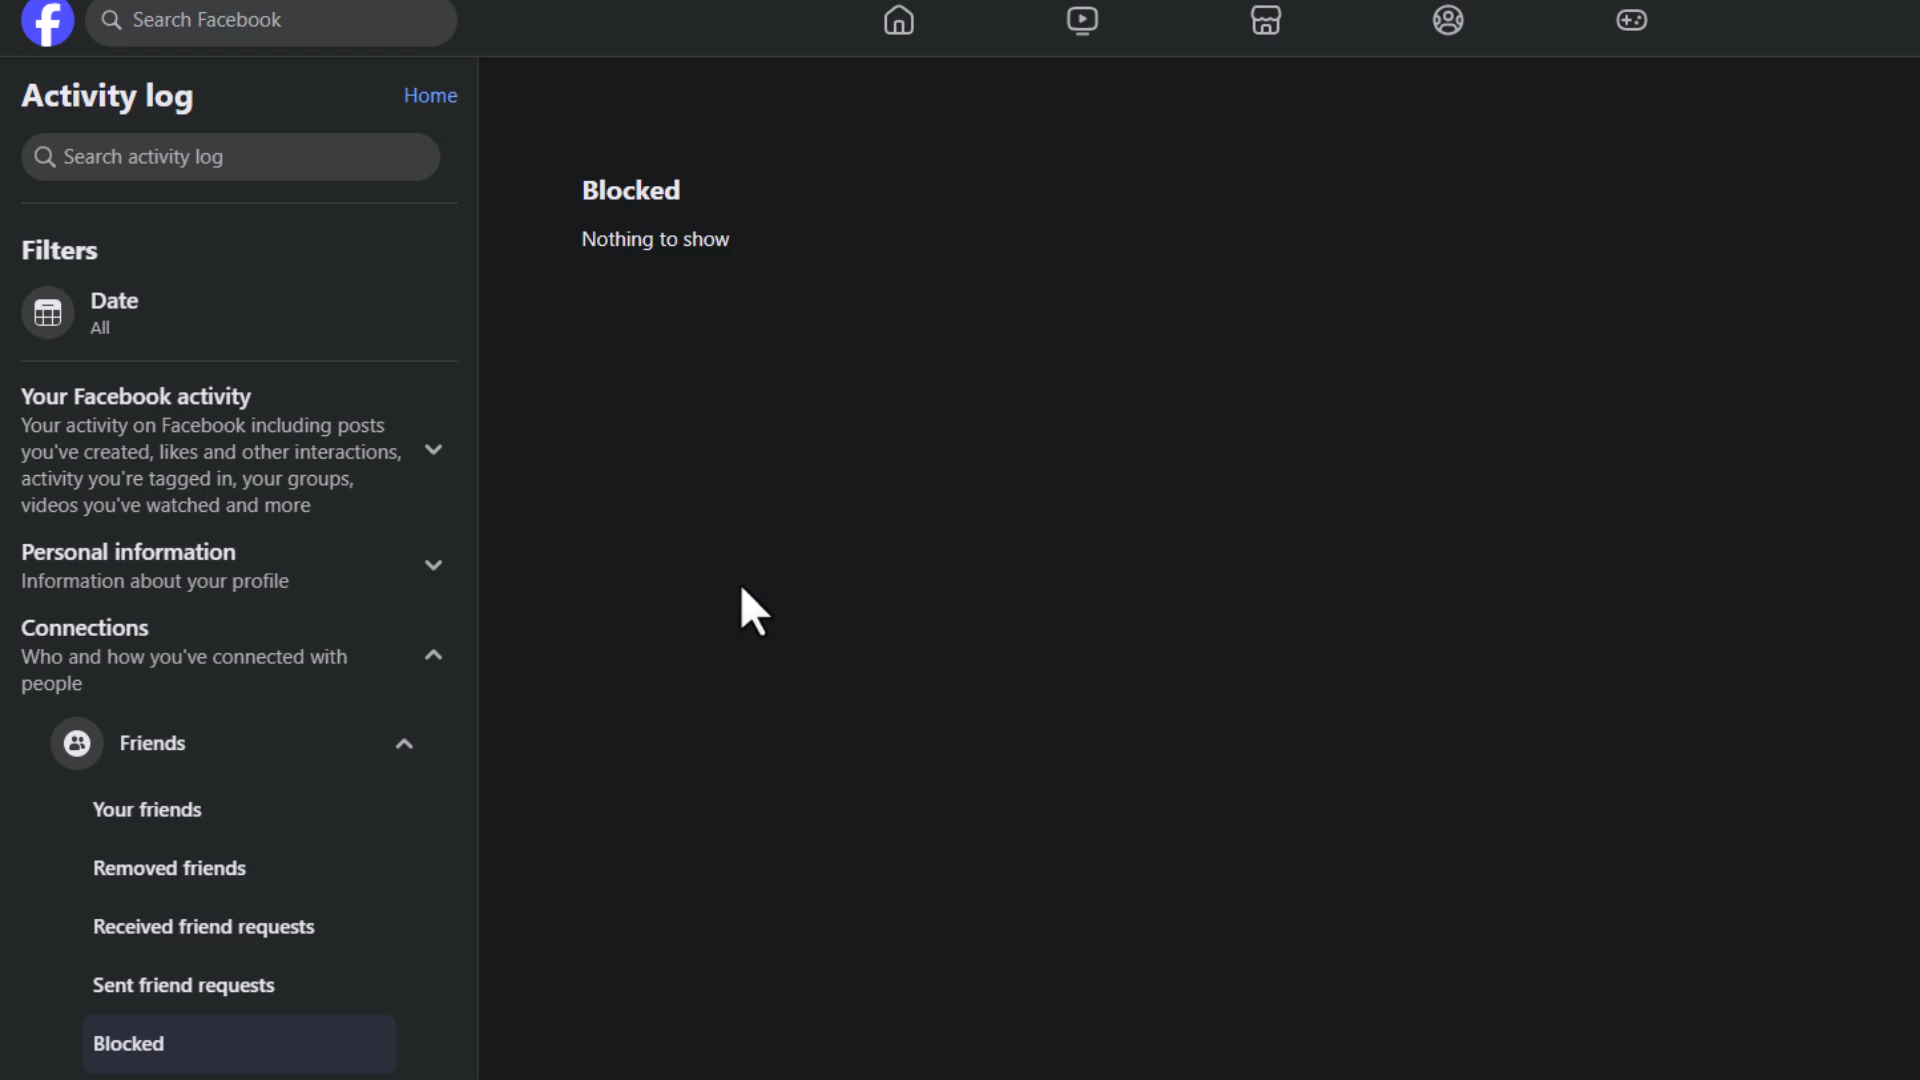 Search Facebook
Activity log
Home
Search activity log
Filters
Date
All
Your Facebook activity
Your activity on Facebook including posts
you've created, likes and other interactions,
activity you're tagged in, your groups,
videos you've watched and more
Personal information
Information about your profile
Connections
Who and how you've connected with
people
Friends
Your friends
Removed friends
Received friend requests
Sent friend requests
Blocked
Blocked
Nothing to show